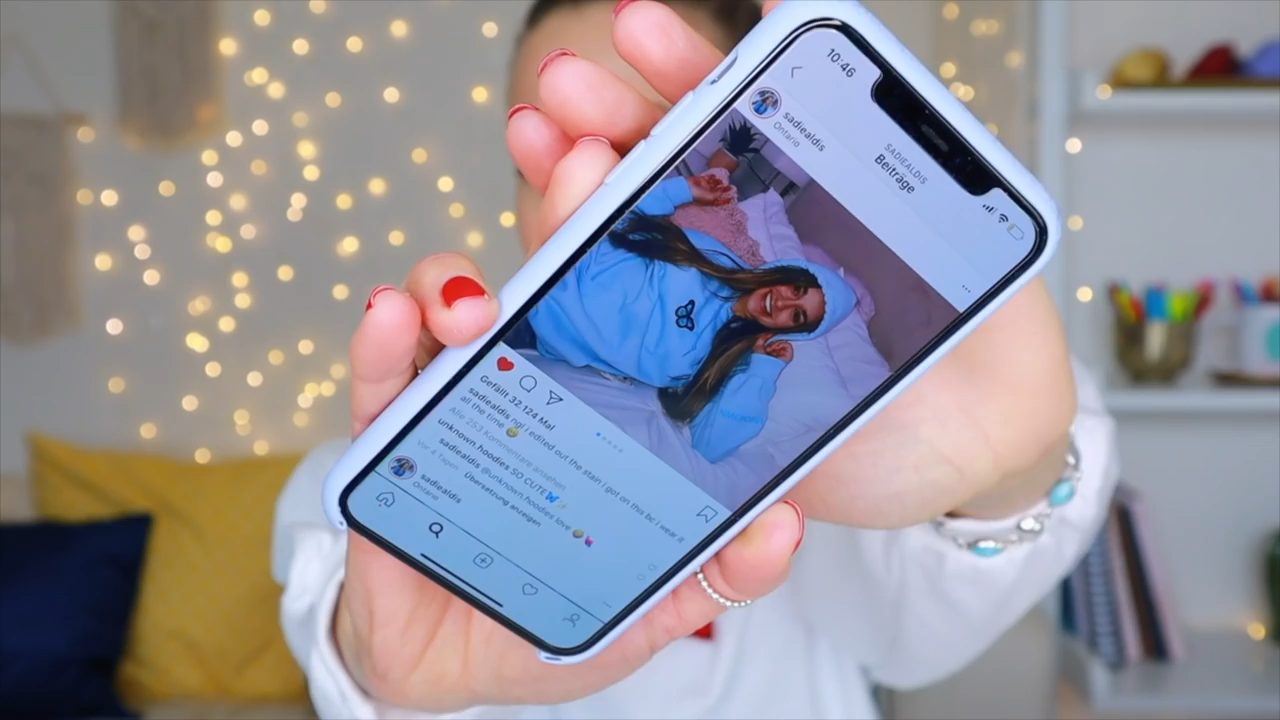 10:46
SADIEALDIS
Beiträge
sadiealdis
Ontario
Gefällt 32.124 Mal
sadiealdis ngl i edited out the stain i got on this bc i wear it
all the time
Alle 253 Kommentare ansehen
unknown.hoodies SO CUTE
sadiealdis @unknown.hoodies love
Vor 4 Tagen Übersetzung anzeigen
sadiealdis
Ontario